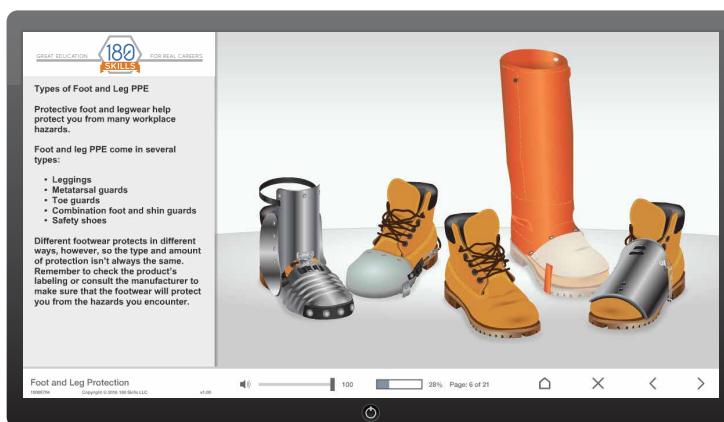 GREAT EDUCATION 180 SKILLS FOR REAL CAREERS
Types of Foot and Leg PPE
Protective foot and legwear help
protect you from many workplace
hazards.
Foot and leg PPE come in several
types:
• Leggings
• Metatarsal guards
• Toe guards
• Combination foot and shin guards
• Safety shoes
Different footwear protects in different
ways, however, so the type and amount
of protection isn't always the same.
Remember to check the product's
labeling or consult the manufacturer to
make sure that the footwear will protect
you from the hazards you encounter.
Foot and Leg Protection
Copyright © 2016 180 Skills LLC v1.00
100 28% Page: 6 of 21